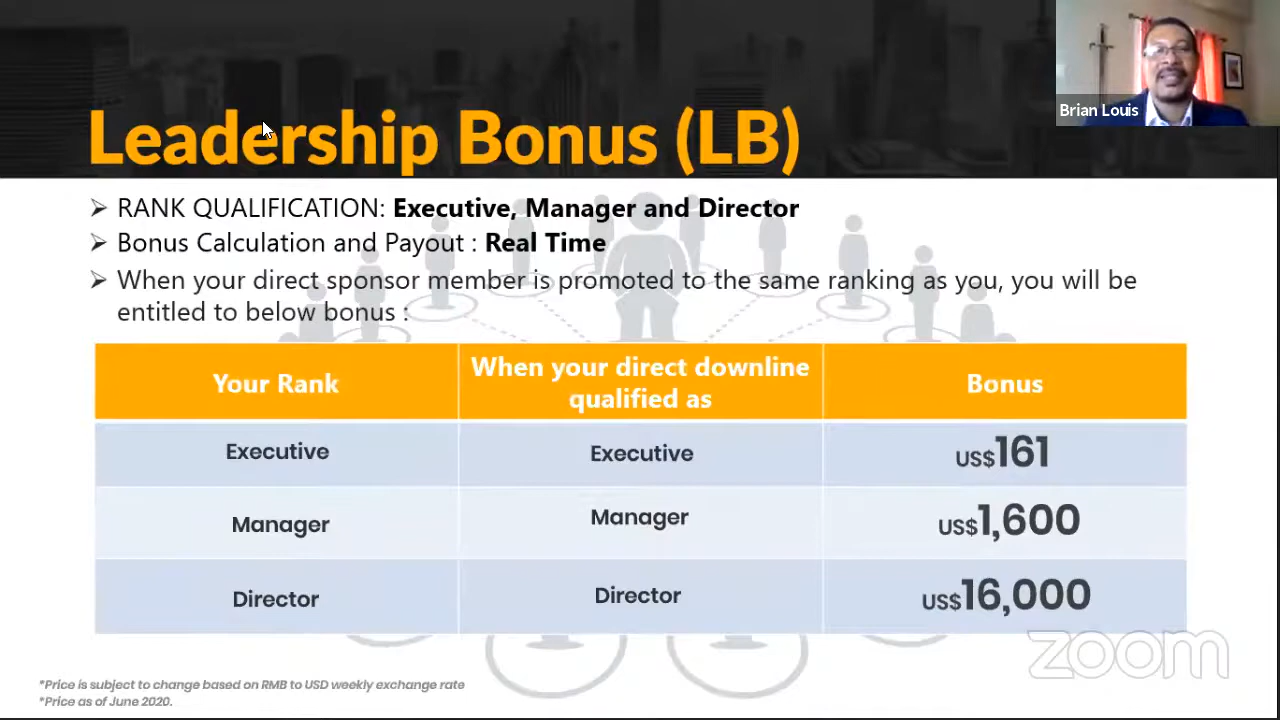 Brian Louis
Leadership Bonus (LB)
RANK QUALIFICATION: Executive, Manager and Director
Bonus Calculation and Payout : Real Time
When your direct sponsor member is promoted to the same ranking as you, you will be
entitled to below bonus :
Your Rank
When your direct downline
qualified as
Bonus
Executive
Executive
US$161
Manager
Manager
US$1,600
Director
Director
US$16,000
zoom
*Price is subject to change based on RMB to USD weekly exchange rate
*Price as of June 2020.